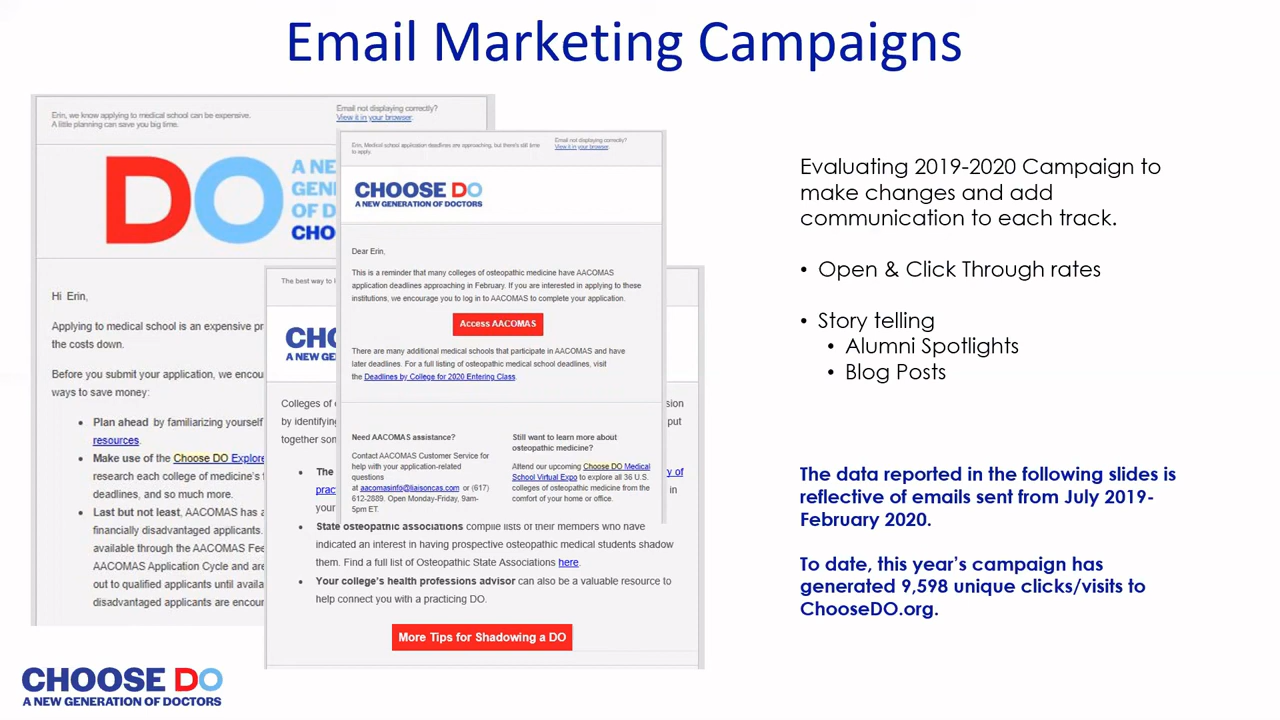 Email Marketing Campaigns
Erin, we know applying to medical school can be expensive.
A little planning can save you big time.
Email not displaying correctly?
View it in your browser.
DO
A NE
GEN
OF D
CHO
Hi Erin,
Applying to medical school is an expensive pr
the costs down.
Before you submit your application, we encou
ways to save money:
• Plan ahead by familiarizing yourself
resources.
• Make use of the Choose DO Explore
research each college of medicine's f
deadlines, and so much more.
• Last but not least, AACOMAS has a
financially disadvantaged applicants.
available through the AACOMAS Fee
AACOMAS Application Cycle and are
out to qualified applicants until availa
disadvantaged applicants are encour
Erin, Medical school application deadlines are approaching, but there's still time
to apply.
Email not displaying correctly?
View it in your browser.
CHOOSE DO
A NEW GENERATION OF DOCTORS
Dear Erin,
This is a reminder that many colleges of osteopathic medicine have AACOMAS
application deadlines approaching in February. If you are interested in applying to these
institutions, we encourage you to log in to AACOMAS to complete your application.
Access AACOMAS
There are many additional medical schools that participate in AACOMAS and have
later deadlines. For a full listing of osteopathic medical school deadlines, visit
the Deadlines by College for 2020 Entering Class.
Need AACOMAS assistance?
Contact AACOMAS Customer Service for
help with your application-related
questions
at aacomasinfo@liaisoncas.com or (617)
612-2889. Open Monday-Friday, 9am-
5pm ET.
Still want to learn more about
osteopathic medicine?
Attend our upcoming Choose DO Medical
School Virtual Expo to explore all 36 U.S.
colleges of osteopathic medicine from the
comfort of your home or office.
The best way to l
CHOO
A NEW GENE
Colleges of o
sion
by identifying
put
together som
• The
y of
prac
in
your
• State osteopathic associations compile lists of their members who have
indicated an interest in having prospective osteopathic medical students shadow
them. Find a full list of Osteopathic State Associations here.
• Your college's health professions advisor can also be a valuable resource to
help connect you with a practicing DO.
More Tips for Shadowing a DO
Evaluating 2019-2020 Campaign to
make changes and add
communication to each track.
• Open & Click Through rates
• Story telling
• Alumni Spotlights
• Blog Posts
The data reported in the following slides is
reflective of emails sent from July 2019-
February 2020.
To date, this year's campaign has
generated 9,598 unique clicks/visits to
ChooseDO.org.
CHOOSE DO
A NEW GENERATION OF DOCTORS